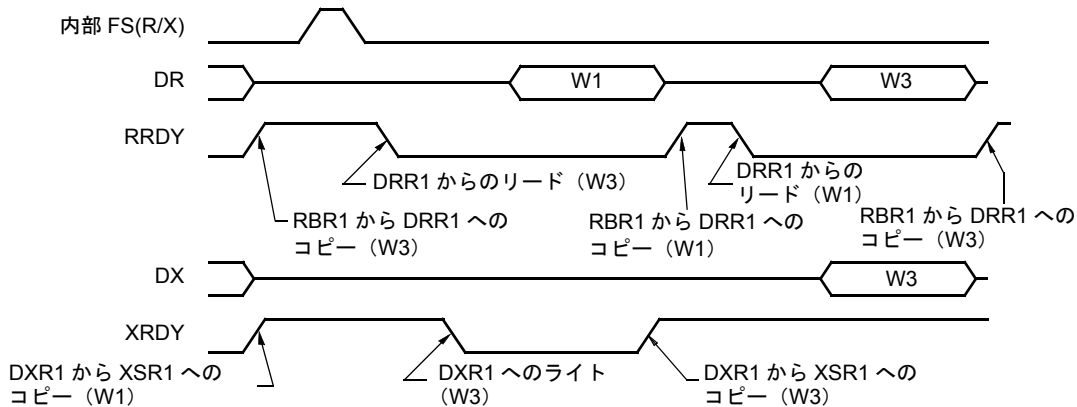 内部 FS(R/X)
DR
W1
W3
RRDY
DRR1 からのリード（W3）
DRR1 からの
リード（W1）
RBR1 から DRR1 への
コピー（W3）
RBR1 から DRR1 への
コピー（W1）
RBR1 から DRR1 への
コピー（W3）
DX
W3
XRDY
DXR1 から XSR1 への
コピー（W1）
DXR1 へのライト
（W3）
DXR1 から XSR1 への
コピー（W3）